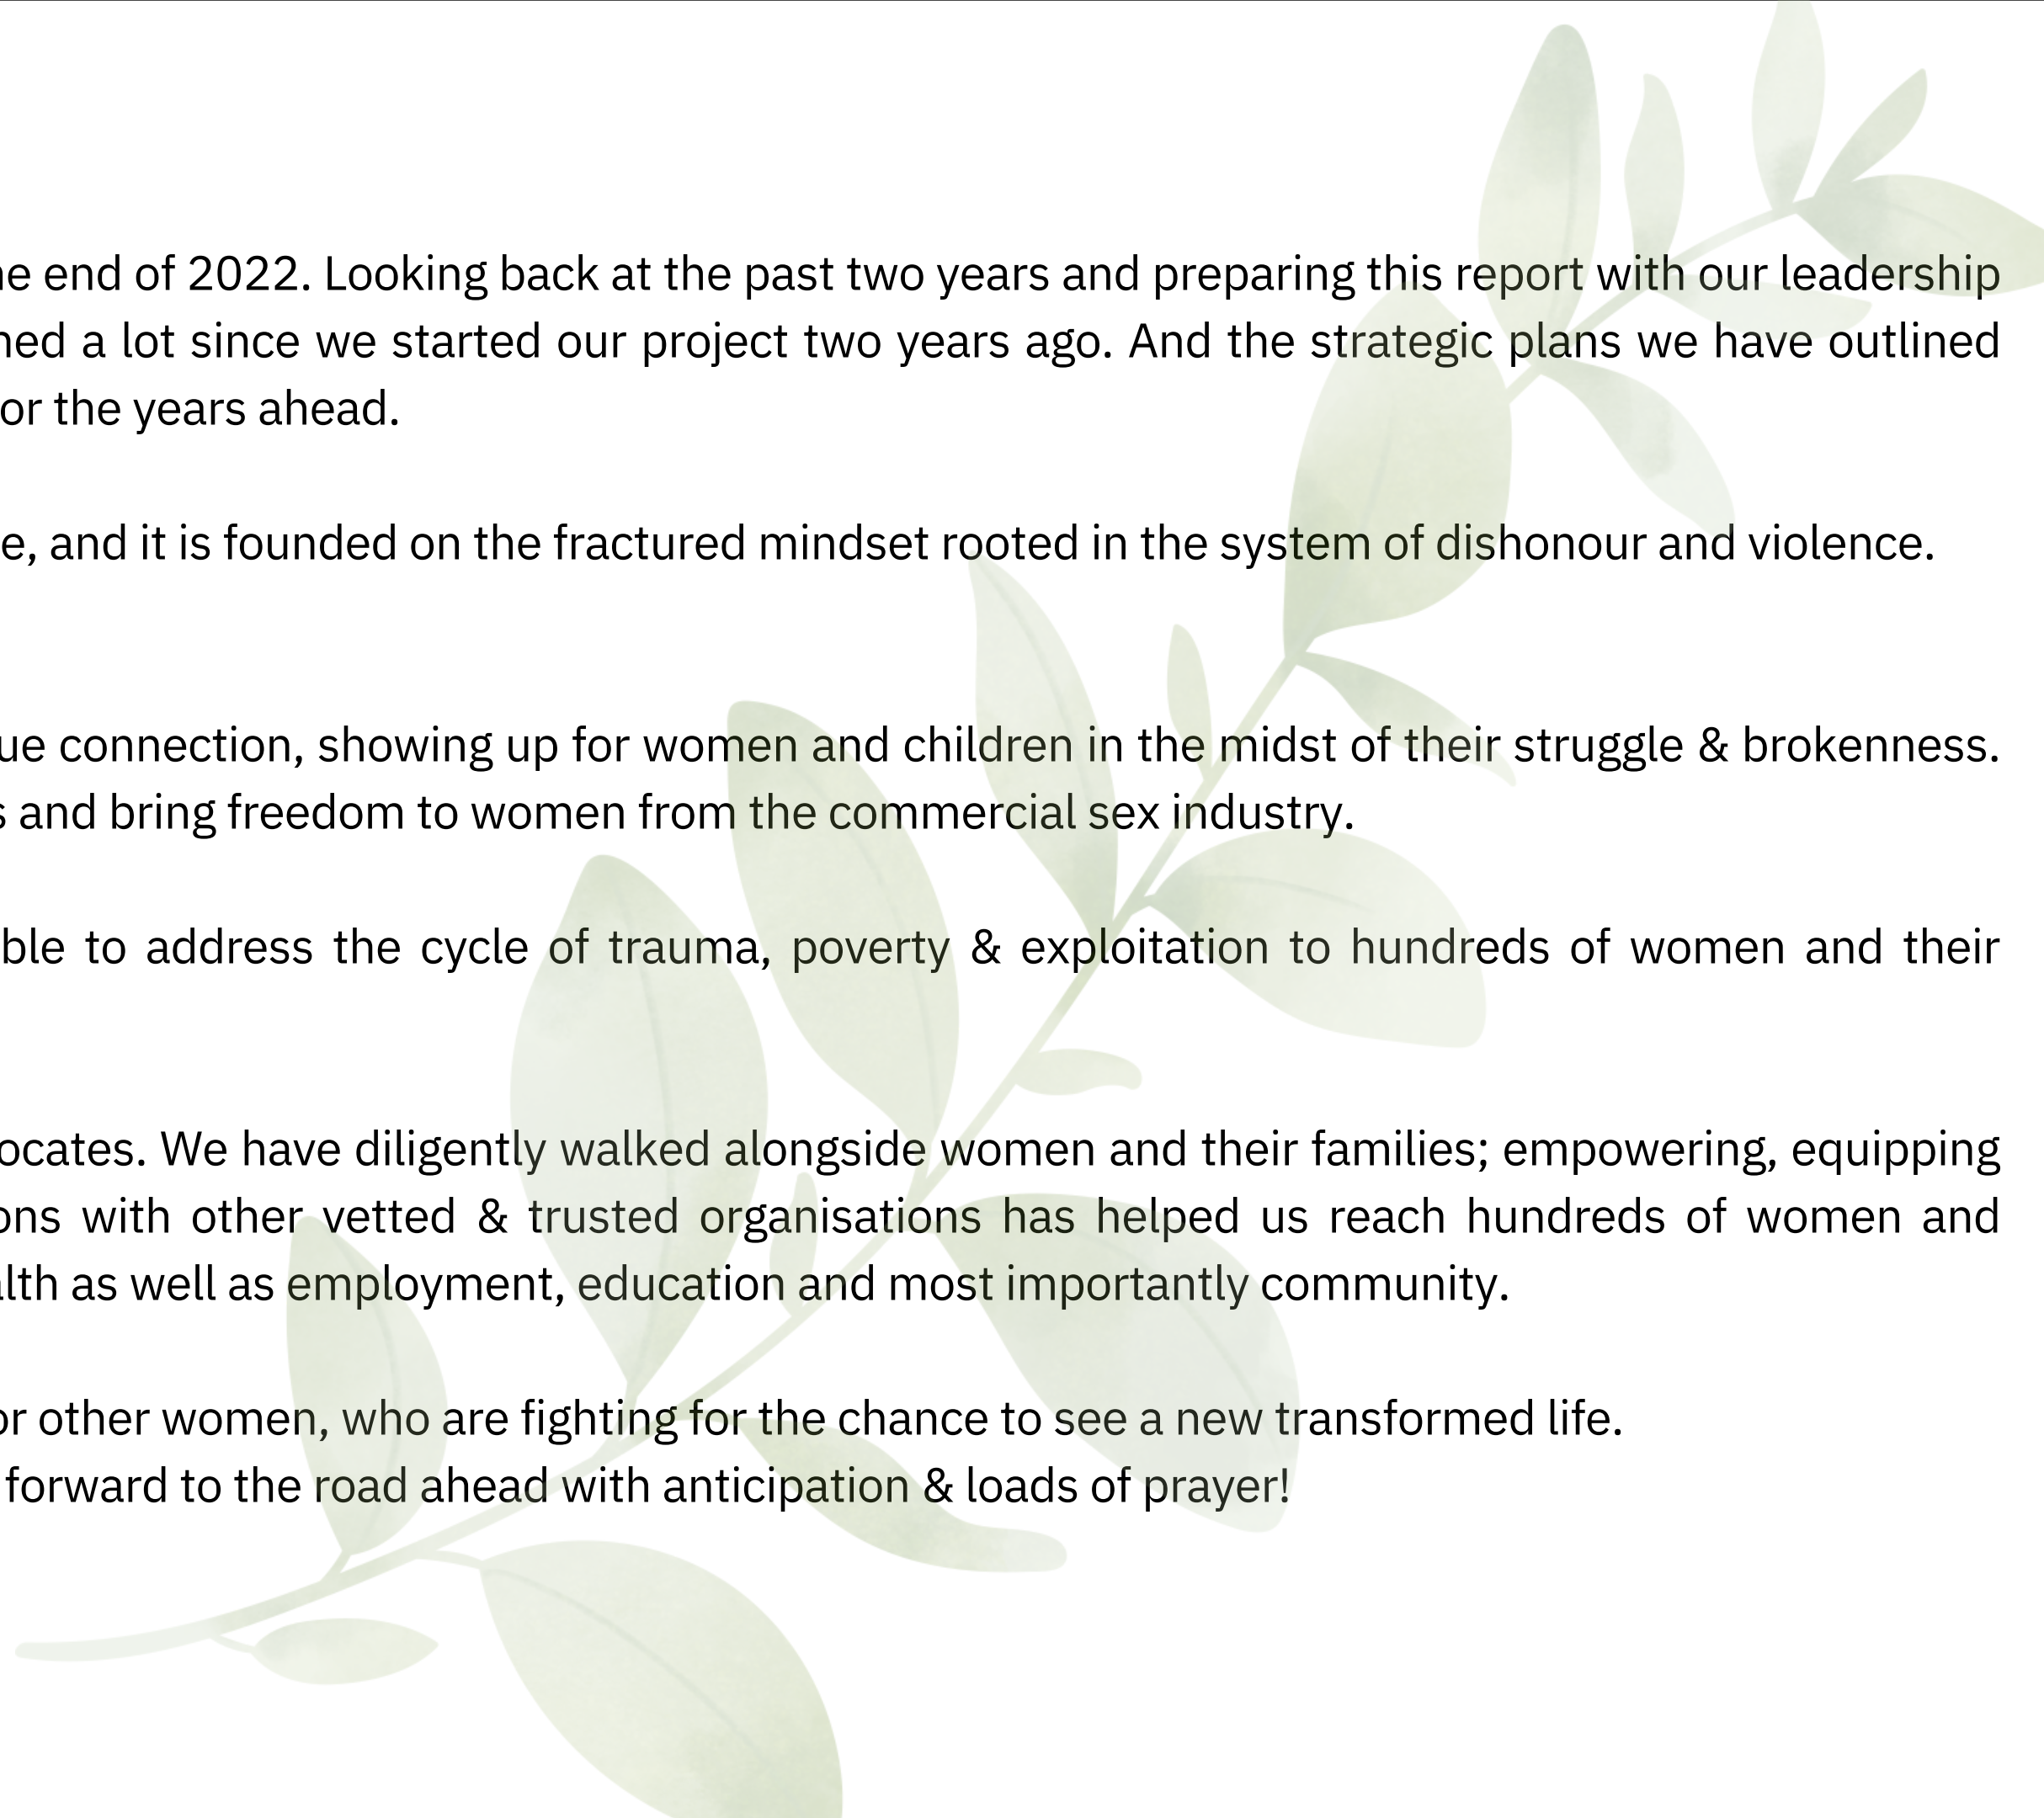 end of 2022. Looking back at the past two years and preparing this report with our leadership
a lot since we started our project two years ago. And the strategic plans we have outlined
the years ahead.
and it is founded on the fractured mindset rooted in the system of dishonour and violence.
connection, showing up for women and children in the midst of their struggle & brokenness.
and bring freedom to women from the commercial sex industry.
to address the cycle of trauma, poverty & exploitation to hundreds of women and their
We have diligently walked alongside women and their families; empowering, equipping
with other vetted & trusted organisations has helped us reach hundreds of women and
as well as employment, education and most importantly community.
other women, who are fighting for the chance to see a new transformed life.
forward to the road ahead with anticipation & loads of prayer!